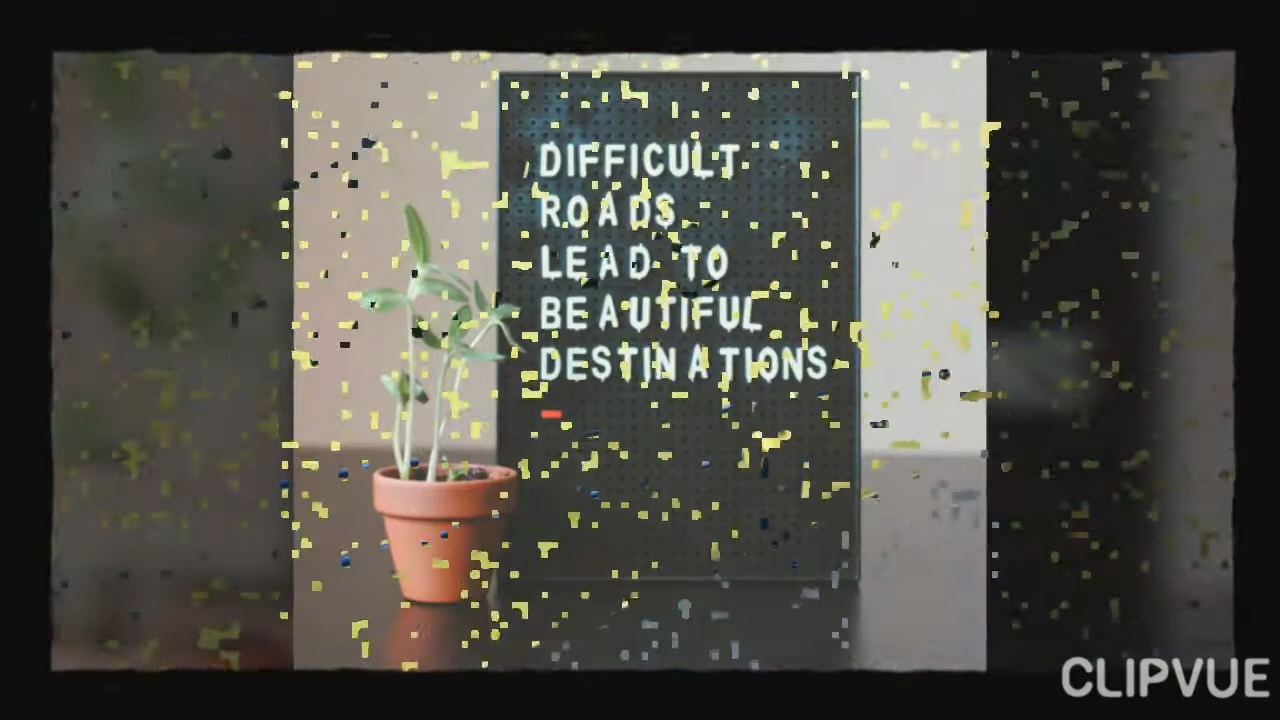 DIFFICULT
ROADS
LEAD TO
BEAUTIFUL
DESTINATIONS
CLIPVUE